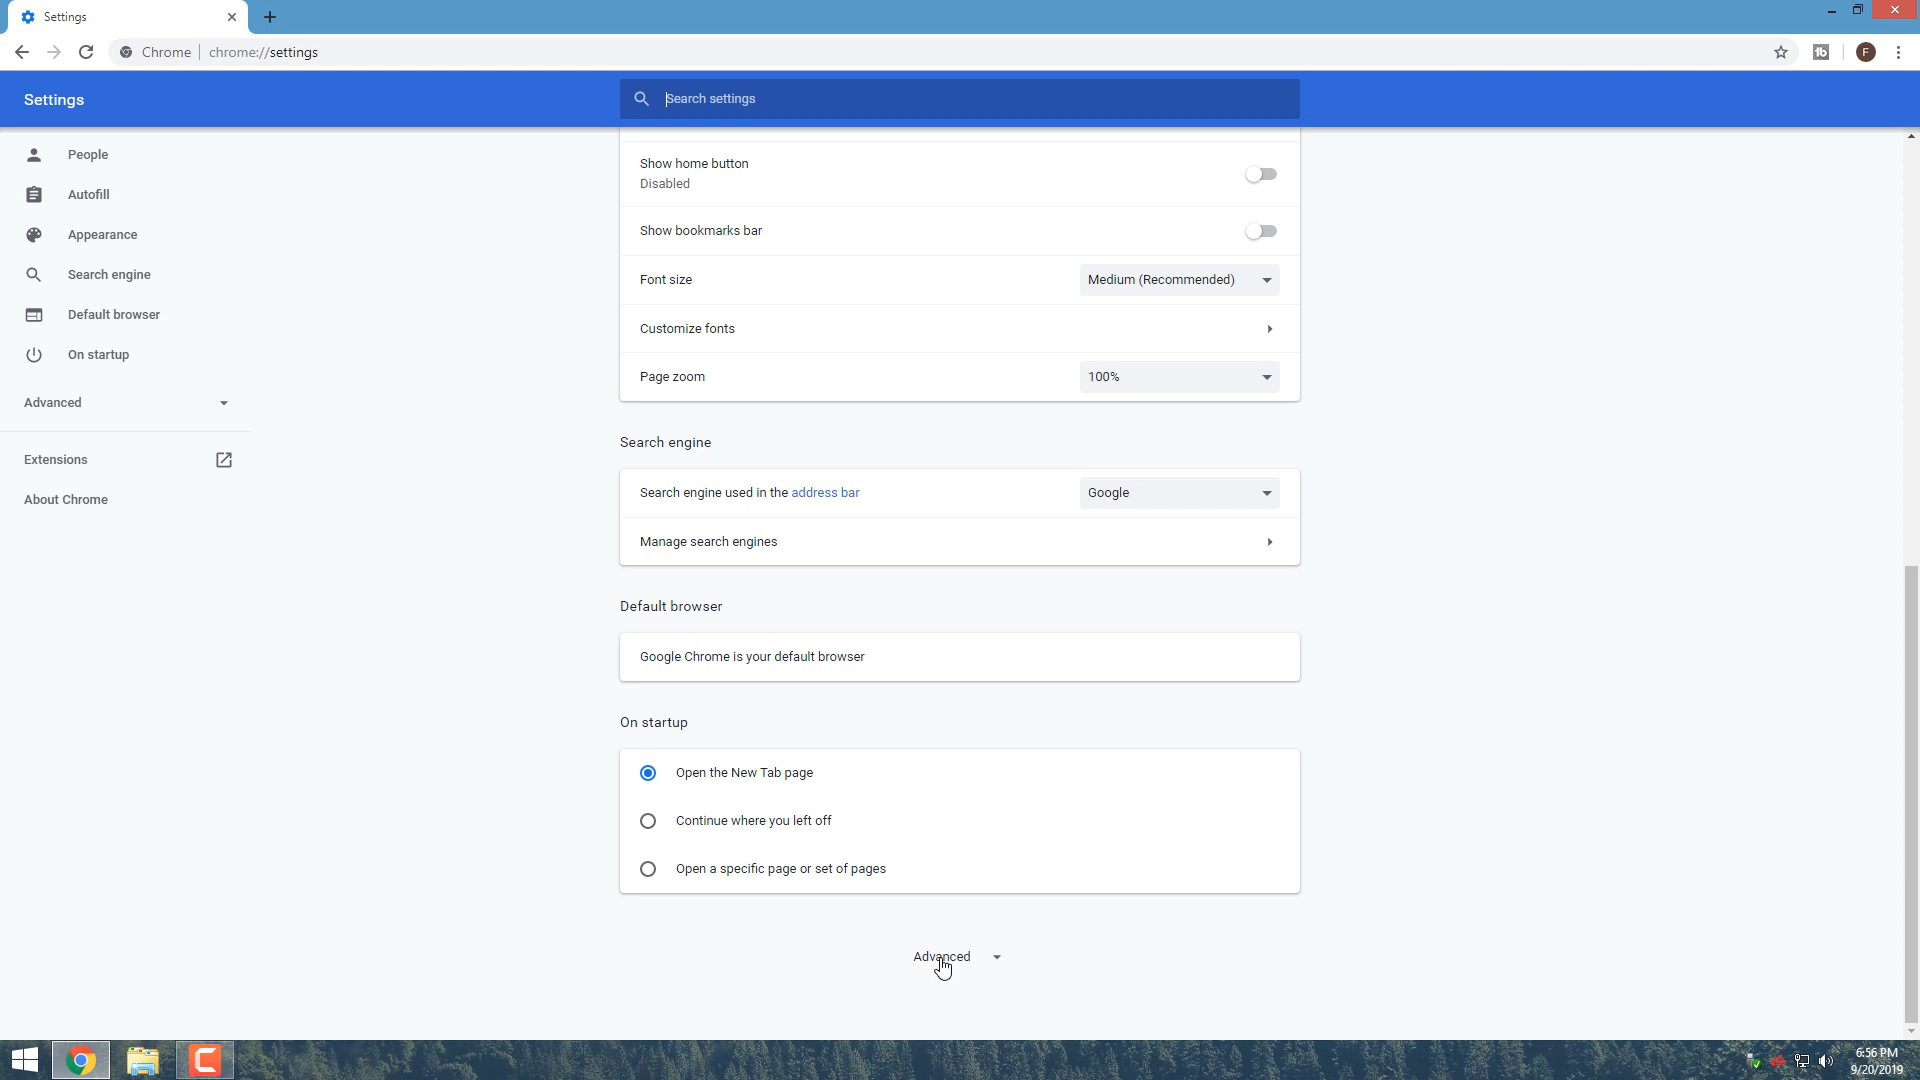 Settings
Chrome
chrome://settings
F
Settings
Search settings
People
Autofill
Appearance
Search engine
Default browser
On startup
Advanced
Extensions
About Chrome
Show home button
Disabled
Show bookmarks bar
Font size
Medium (Recommended)
Customize fonts
Page zoom
100%
Search engine
Search engine used in the address bar
Google
Manage search engines
Default browser
Google Chrome is your default browser
On startup
Open the New Tab page
Continue where you left off
Open a specific page or set of pages
Advanced
6:56 PM
9/20/2019